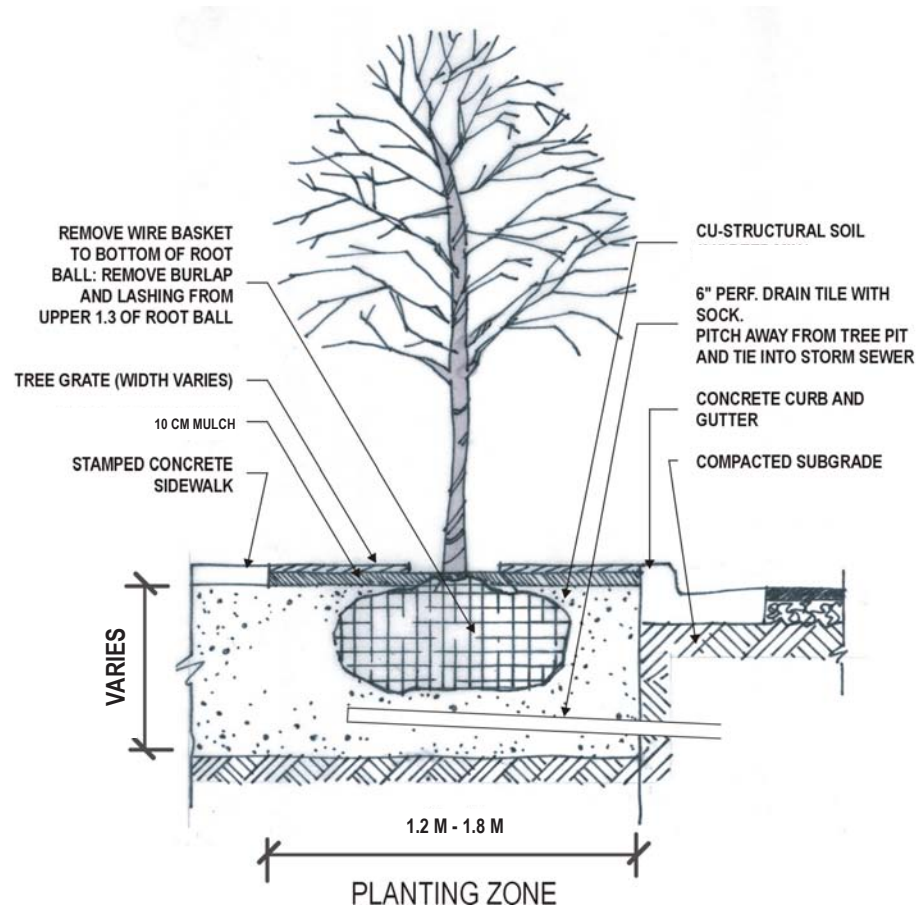 REMOVE WIRE BASKET
TO BOTTOM OF ROOT
BALL: REMOVE BURLAP
AND LASHING FROM
UPPER 1.3 OF ROOT BALL
TREE GRATE (WIDTH VARIES)
10 CM MULCH
STAMPED CONCRETE
SIDEWALK
CU-STRUCTURAL SOIL
6" PERF. DRAIN TILE WITH
SOCK.
PITCH AWAY FROM TREE PIT
AND TIE INTO STORM SEWER
CONCRETE CURB AND
GUTTER
COMPACTED SUBGRADE
VARIES
1.2 M - 1.8 M
PLANTING ZONE